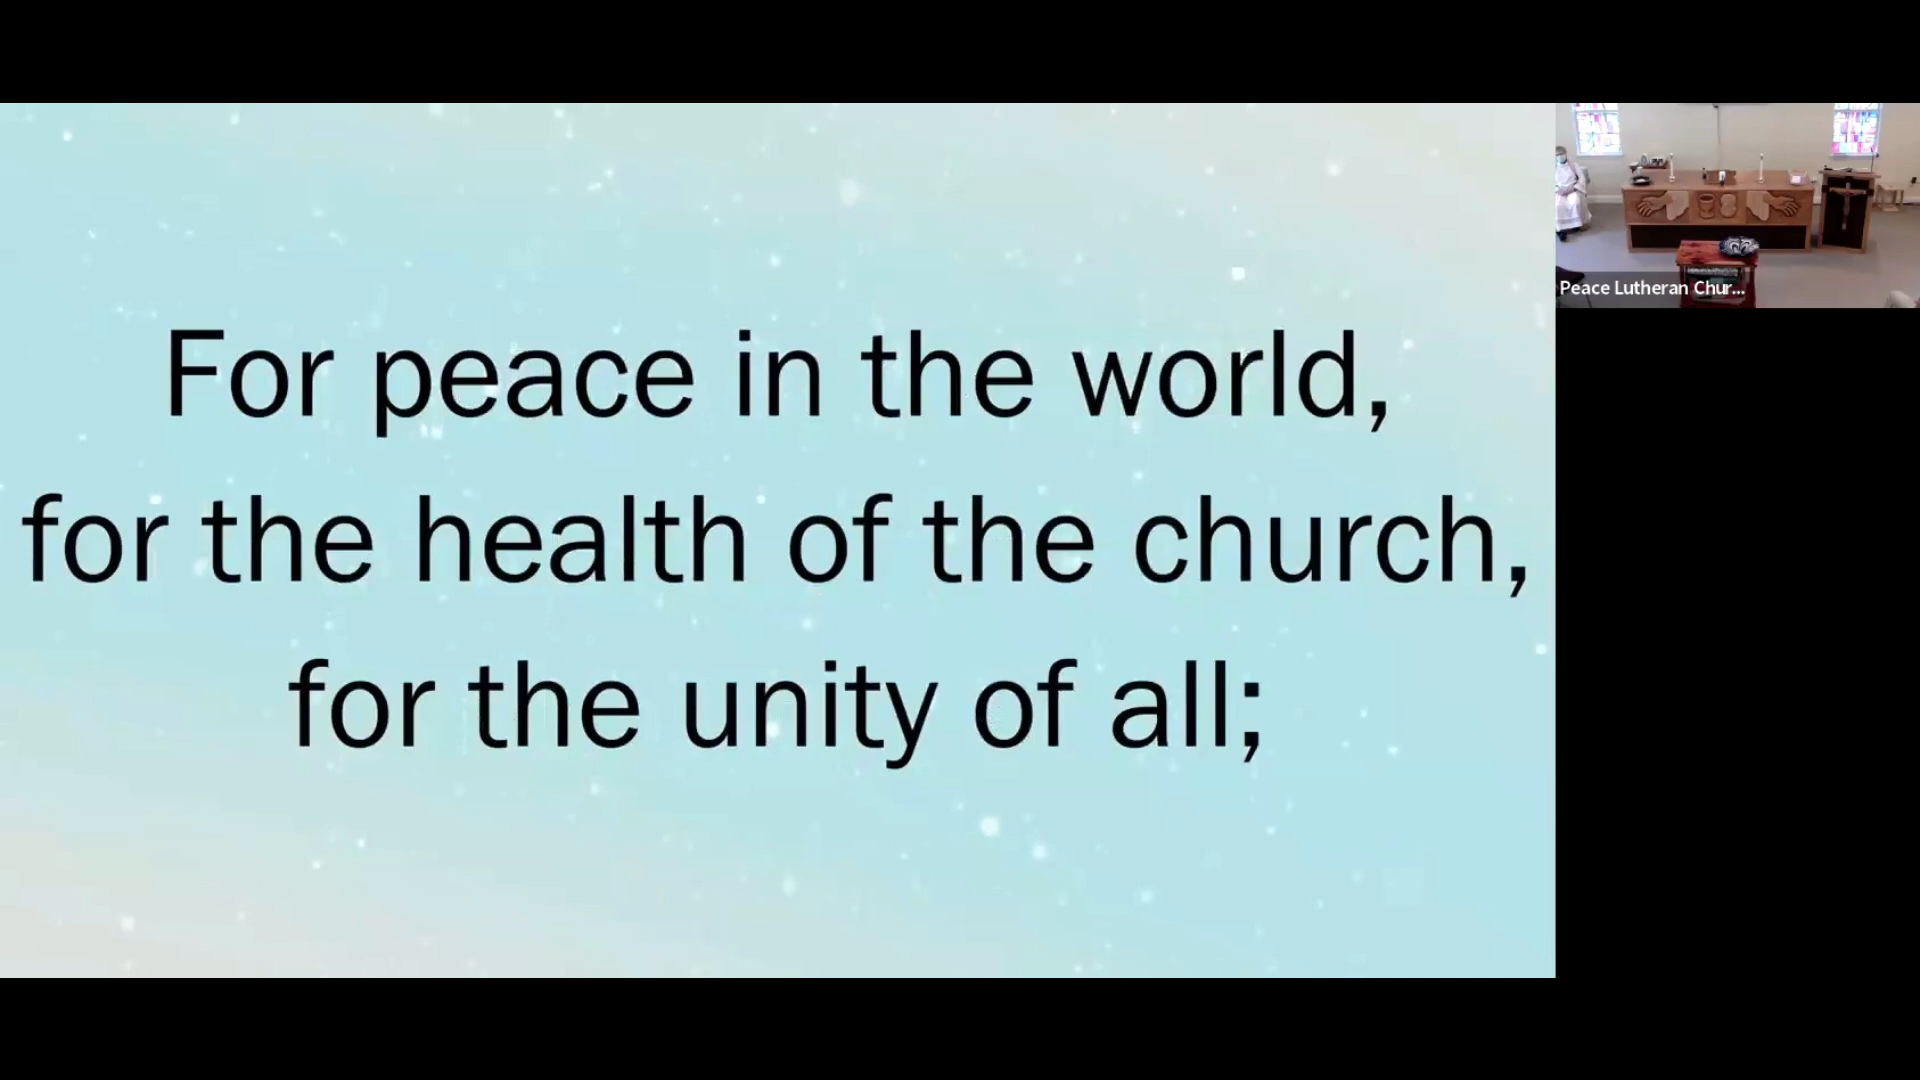 For peace in the world,
for the health of the church,
for the unity of all;
Peace Lutheran Chur...